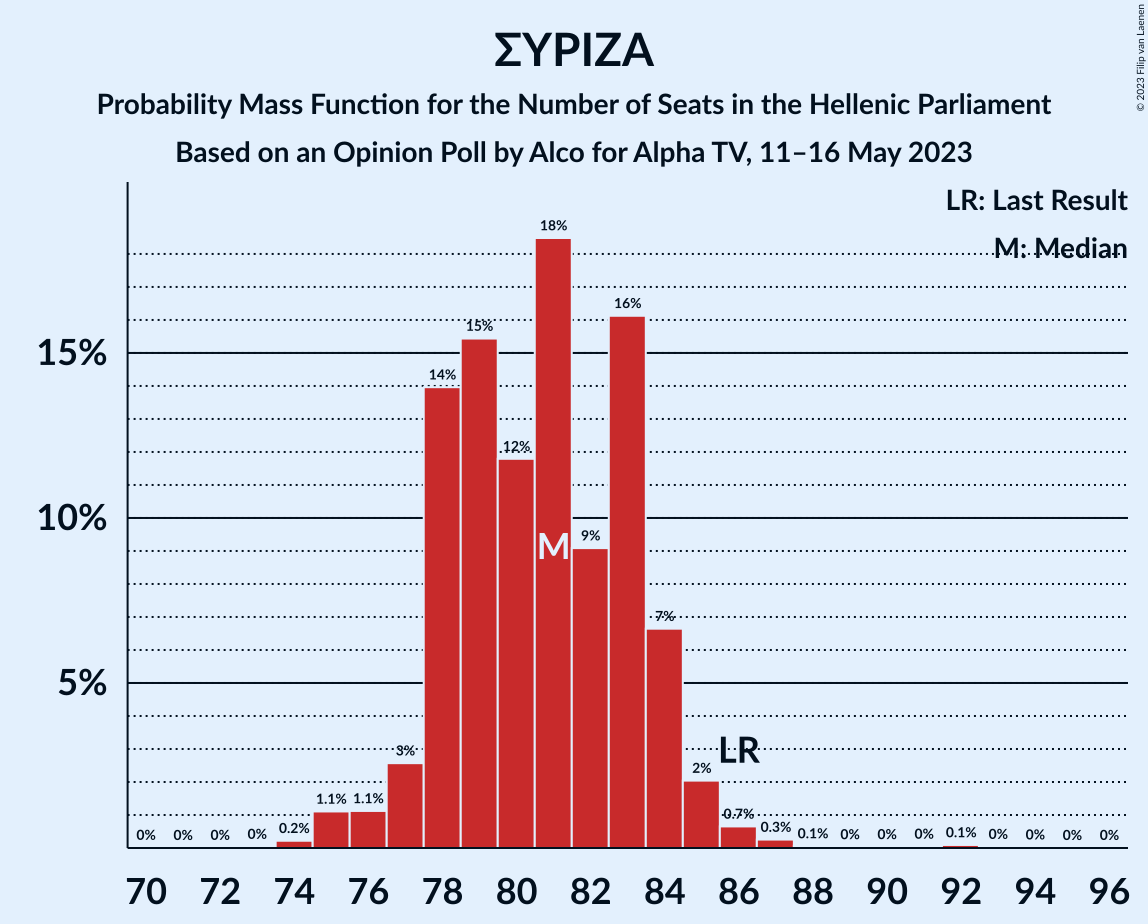 ΣΥΡΙΖΑ
Probability Mass Function for the Number of Seats in the Hellenic Parliament
Based on an Opinion Poll by Alco for Alpha TV, 11–16 May 2023
© 2023 Filip van Laenen
LR: Last Result
M: Median
15%
10%
5%
0% 0% 0% 0% 0.2% 1.1% 1.1% 3% 14% 15% 12% 18% 9% 16% 7% 2% 0.7% 0.3% 0.1% 0% 0% 0% 0.1% 0% 0% 0% 0%
M
LR
70 72 74 76 78 80 82 84 86 88 90 92 94 96